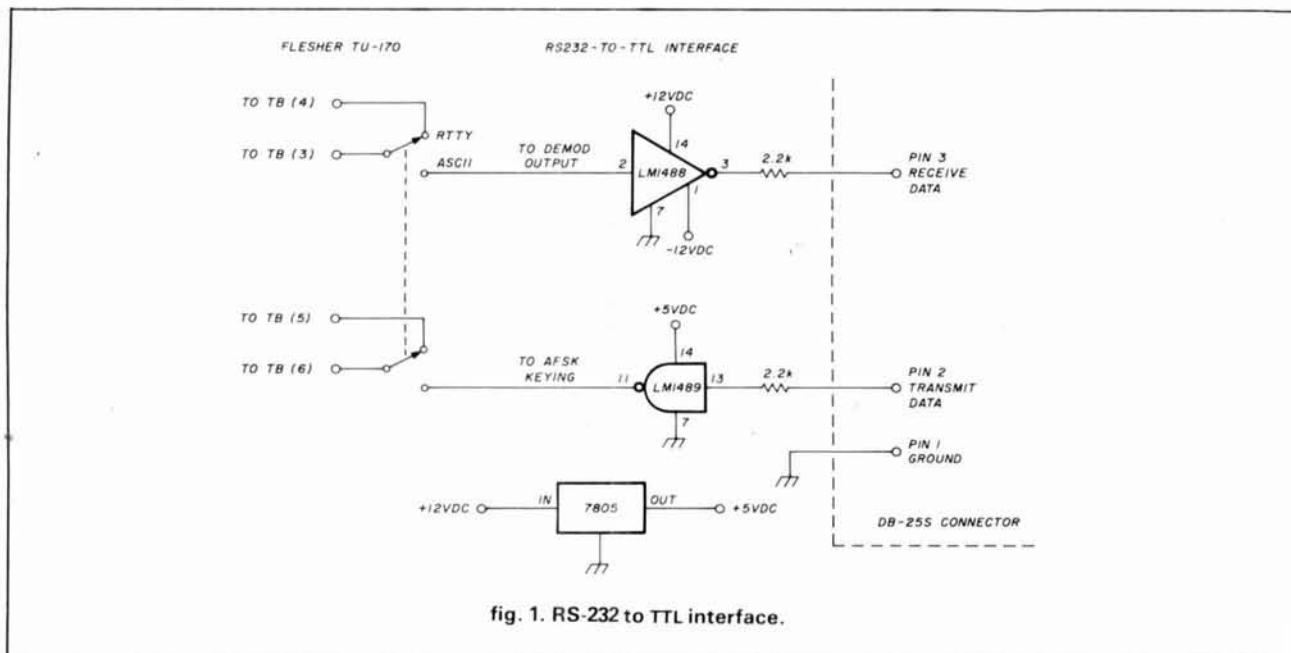 FLESHER TU-170
RS232-TO-TTL INTERFACE
TO TB (4)
TO TB (3)
RTTY
ASCII
TO DEMOD
OUTPUT
+12VDC
14
2
LM1488
3
1
7
-12VDC
2.2k
PIN 3
RECEIVE
DATA
TO TB (5)
TO TB (6)
TO AFSK
KEYING
+5VDC
14
11
LM1489
13
7
2.2k
PIN 2
TRANSMIT
DATA
PIN 1
GROUND
+12VDC
IN
7805
OUT
+5VDC
DB-25S CONNECTOR
fig. 1. RS-232 to TTL interface.